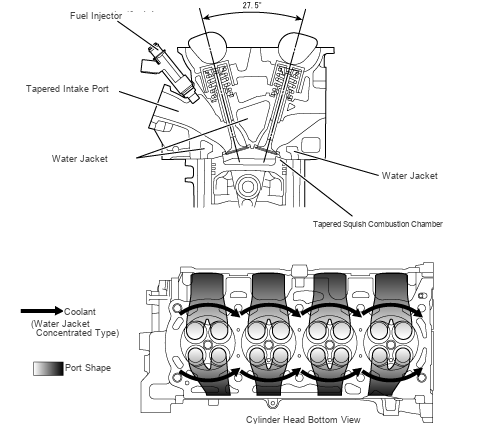 27.5°
Fuel Injector
Tapered Intake Port
Water Jacket
Water Jacket
Tapered Squish Combustion Chamber
Coolant
(Water Jacket
Concentrated Type)
Port Shape
Cylinder Head Bottom View